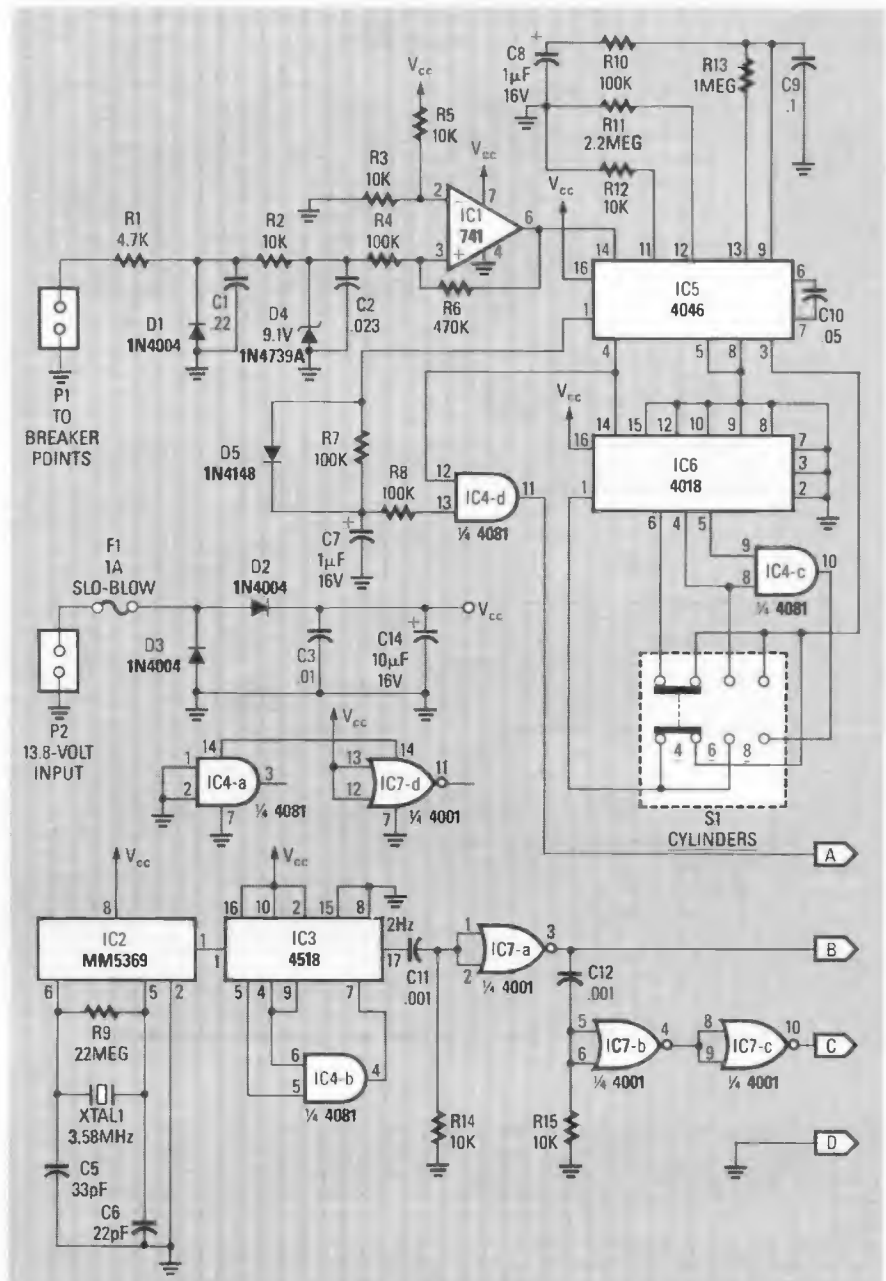 C8
1µF
16V
R10
100K
R13
1MEG
C9
.1
Vcc
R5
10K
R11
2.2MEG
R3
10K
Vcc
R12
10K
Vcc
2
7
IC1
741
6
3
4
R1
4.7K
R2
10K
R4
100K
R6
470K
C1
.22
D4
9.1V
1N4739A
C2
.023
D1
1N4004
P1
TO
BREAKER
POINTS
14
11
12
13
9
16
IC5
4046
6
7
C10
.05
1
4
5
8
3
D5
1N4148
R7
100K
R8
100K
12
13
IC4-d
11
¼ 4081
C7
1µF
16V
Vcc
14
15
12
10
9
8
16
IC6
4018
7
3
2
1
6
4
5
9
8
IC4-c
10
¼ 4081
F1
1A
SLO-BLOW
D2
1N4004
Vcc
D3
1N4004
C3
.01
C14
10µF
16V
P2
13.8-VOLT
INPUT
4
6
8
S1
CYLINDERS
Vcc
1
2
14
IC4-a
3
7
¼ 4081
13
12
14
IC7-d
11
7
¼ 4001
A
Vcc
8
IC2
MM5369
1
6
5
2
16
10
2
15
8
1
IC3
4518
2Hz
17
5
4
9
7
C11
.001
1
2
IC7-a
3
¼ 4001
B
C12
.001
5
6
IC7-b
4
¼ 4001
8
9
IC7-c
10
¼ 4001
C
R9
22MEG
XTAL1
3.58MHz
C5
33pF
C6
22pF
6
5
IC4-b
4
¼ 4081
R14
10K
R15
10K
D